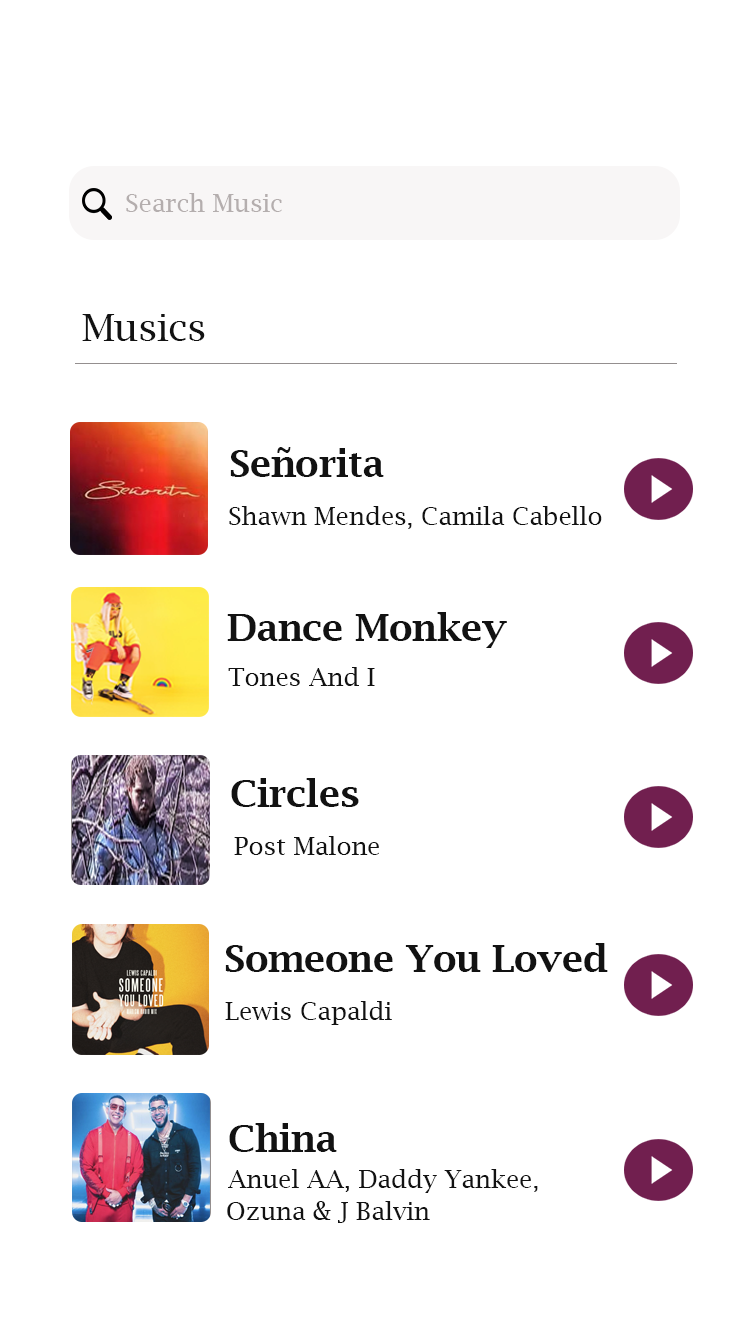 Search Music
Musics
Señorita
Señorita
Shawn Mendes, Camila Cabello
Dance Monkey
Tones And I
Circles
Post Malone
LEWIS CAPALDI
SOMEONE
YOU LOVED
Someone You Loved
Lewis Capaldi
China
Anuel AA, Daddy Yankee,
Ozuna & J Balvin